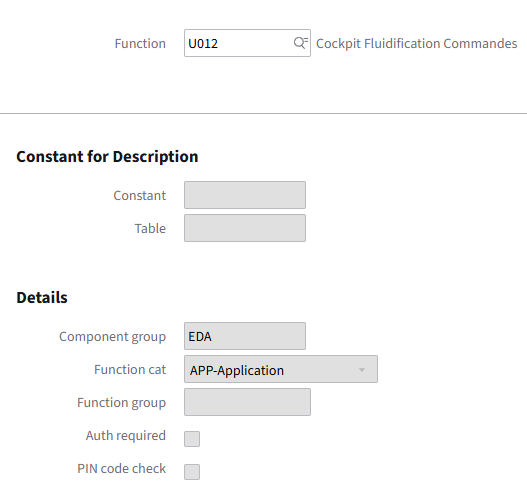 Function U012 Cockpit Fluidification Commandes
Constant for Description
Constant
Table
Details
Component group EDA
Function cat APP-Application
Function group
Auth required
PIN code check